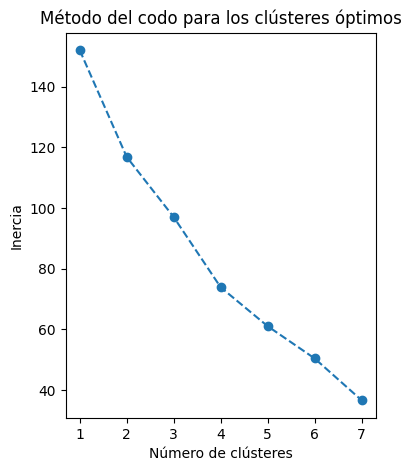 Método del codo para los clústeres óptimos
Inercia
140
120
100
80
60
40
1 2 3 4 5 6 7
Número de clústeres